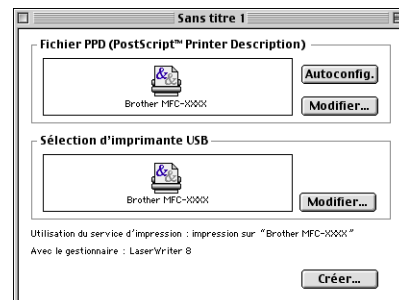 Sans titre 1
Fichier PPD (PostScript™ Printer Description)
Autoconfig.
Brother MFC-XXXX
Modifier...
Sélection d'imprimante USB
Brother MFC-XXXX
Modifier...
Utilisation du service d'impression : impression sur "Brother MFC-XXXX"
Avec le gestionnaire : LaserWriter 8
Créer...